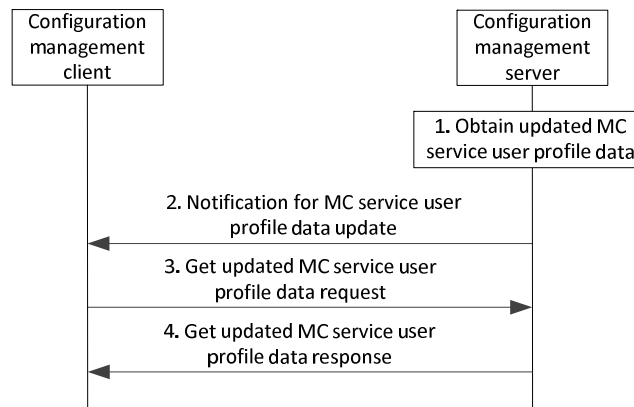 Configuration
management
client
Configuration
management
server
1. Obtain updated MC
service user profile data
2. Notification for MC service user
profile data update
3. Get updated MC service user
profile data request
4. Get updated MC service user
profile data response